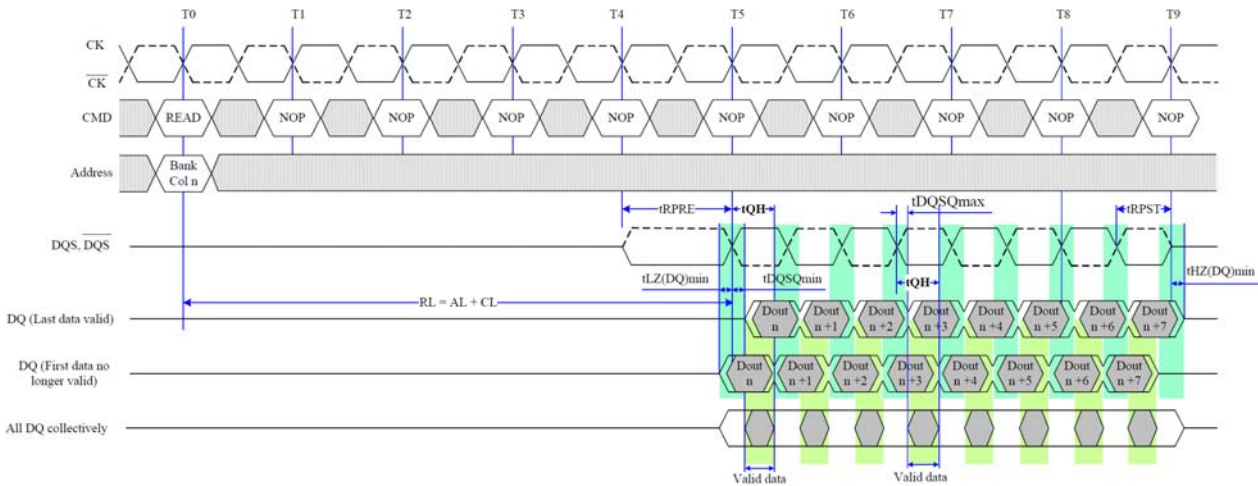 T0 T1 T2 T3 T4 T5 T6 T7 T8 T9
CK
CK
CMD READ NOP NOP NOP NOP NOP NOP NOP NOP NOP
Address Bank
Col n
tRPRE tQH tDQSQmax tRPST
DQS, DQS
tLZ(DQ)min tDQSQmin tHZ(DQ)min
tQH
RL = AL + CL
DQ (Last data valid) Dout
n Dout
n +1 Dout
n +2 Dout
n +3 Dout
n +4 Dout
n +5 Dout
n +6 Dout
n +7
DQ (First data no
longer valid) Dout
n Dout
n +1 Dout
n +2 Dout
n +3 Dout
n +4 Dout
n +5 Dout
n +6 Dout
n +7
All DQ collectively
Valid data Valid data